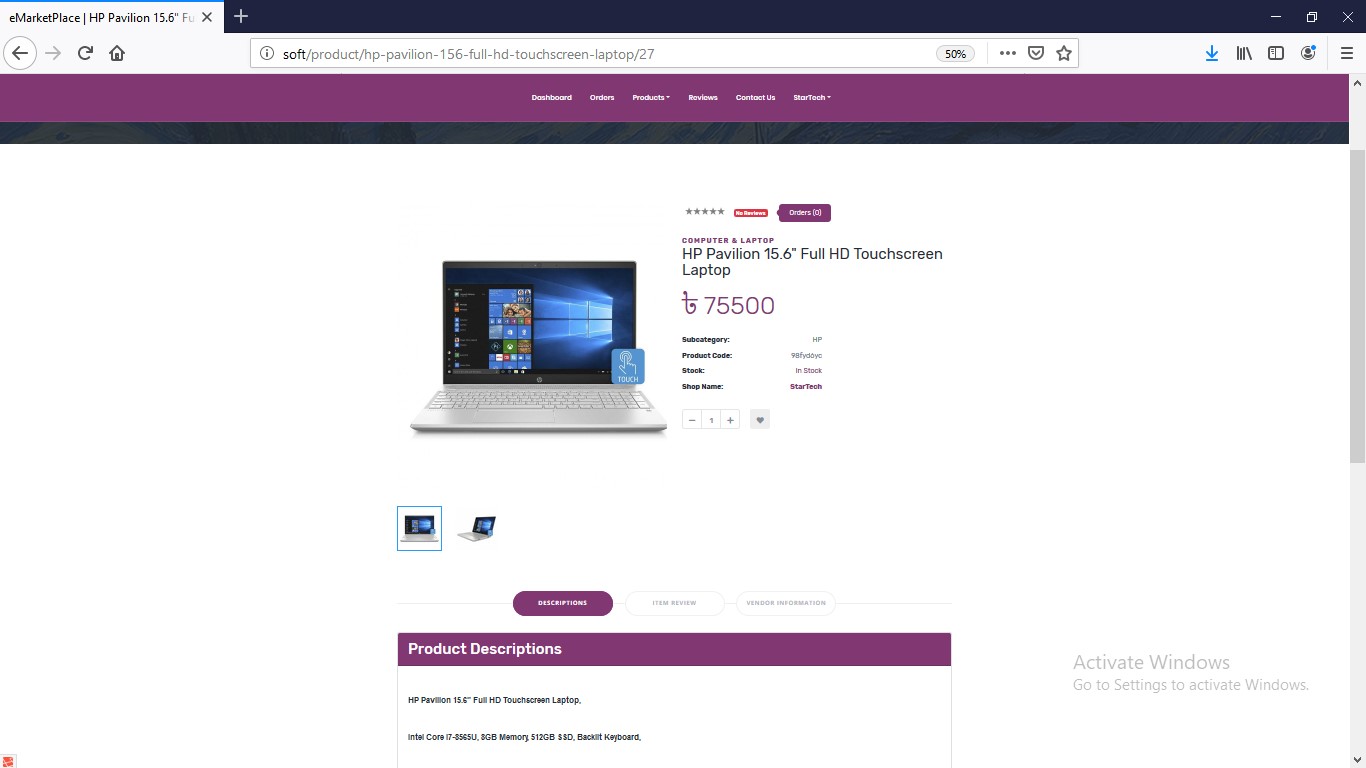 eMarketPlace | HP Pavilion 15.6" Fu
soft/product/hp-pavilion-156-full-hd-touchscreen-laptop/27
50%
Dashboard Orders Products Reviews Contact Us StarTech
No Reviews Orders (0)
COMPUTER & LAPTOP
HP Pavilion 15.6" Full HD Touchscreen
Laptop
৳ 75500
Subcategory: HP
Product Code: 98fyd6yc
Stock: In Stock
Shop Name: StarTech
TOUCH
− 1 +
DESCRIPTIONS ITEM REVIEW VENDOR INFORMATION
Product Descriptions
HP Pavilion 15.6" Full HD Touchscreen Laptop,
Intel Core i7-8565U, 8GB Memory, 512GB SSD, Backlit Keyboard,
Activate Windows
Go to Settings to activate Windows.